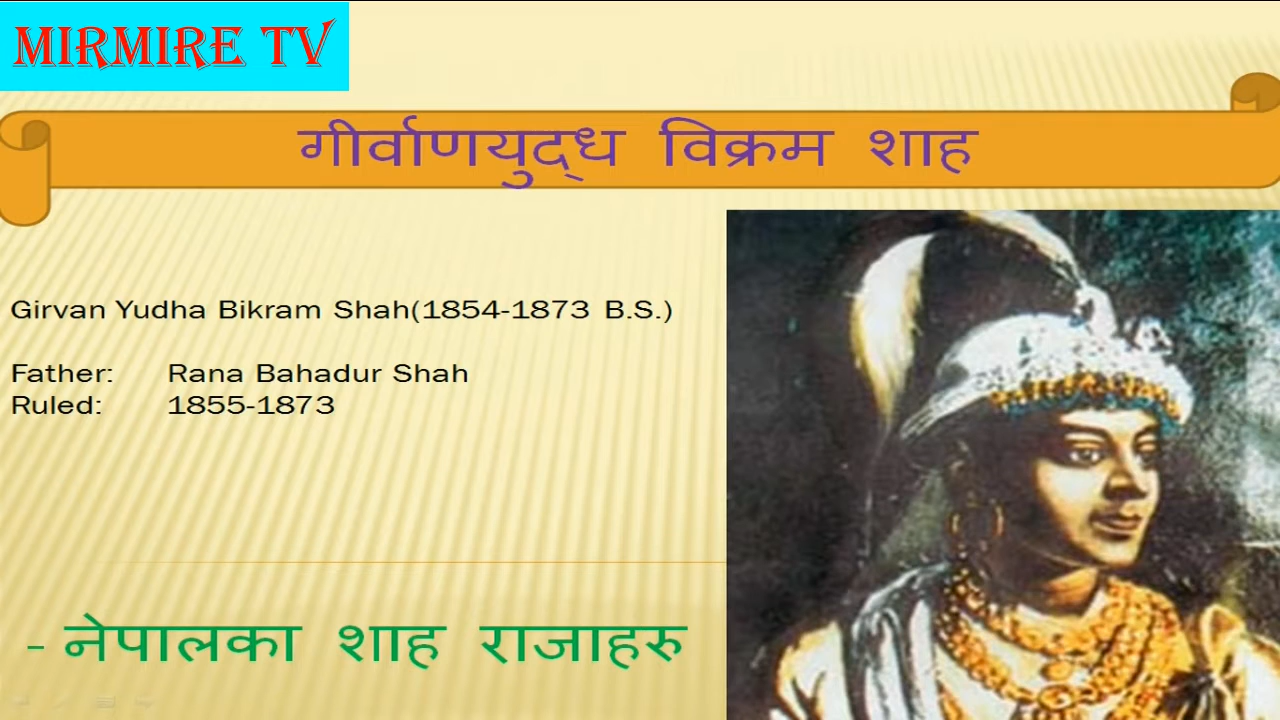 MIRMIRE TV
गीर्वाणयुद्ध विक्रम शाह
Girvan Yudha Bikram Shah(1854-1873 B.S.)
Father: Rana Bahadur Shah
Ruled: 1855-1873
- नेपालका शाह राजाहरु